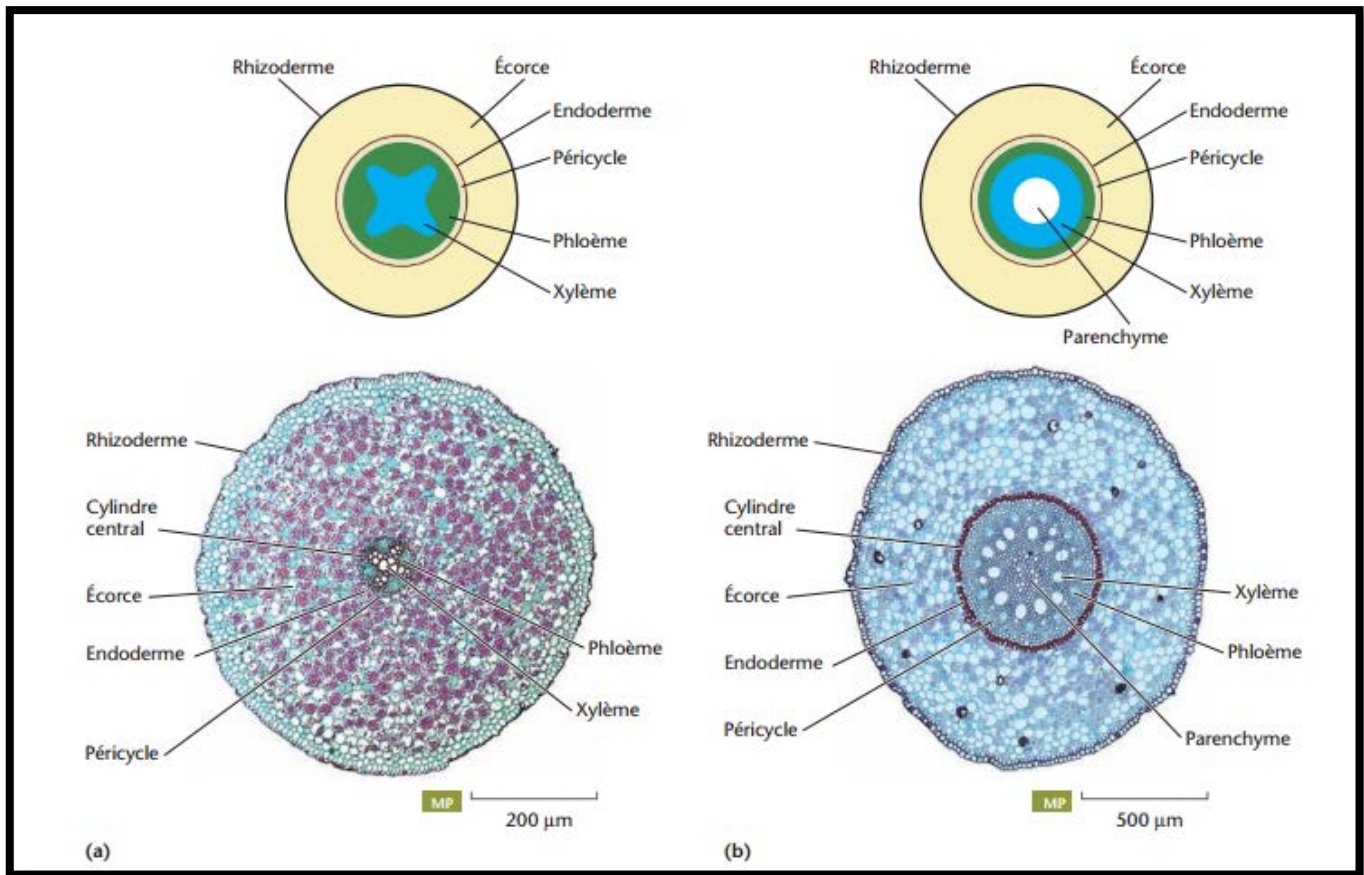 Rhizoderme
Écorce
Endoderme
Péricycle
Phloème
Xylème
Rhizoderme
Écorce
Endoderme
Péricycle
Phloème
Xylème
Parenchyme
Rhizoderme
Cylindre
central
Écorce
Endoderme
Péricycle
Phloème
Xylème
MP
200 µm
(a)
Rhizoderme
Cylindre
central
Écorce
Endoderme
Péricycle
Xylème
Phloème
Parenchyme
MP
500 µm
(b)